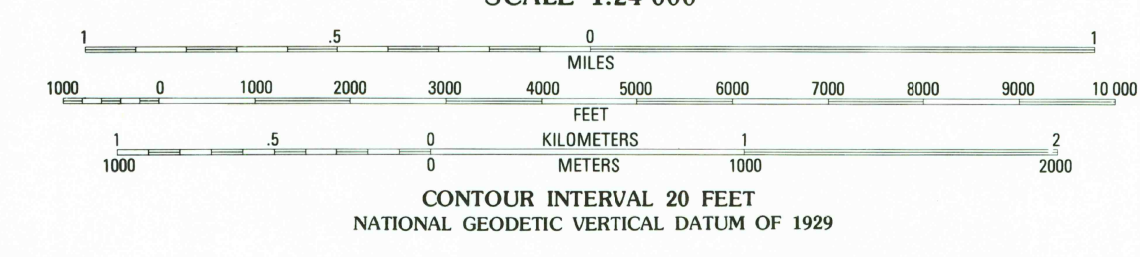 SCALE 1:24 000
1 .5 0 1
MILES
1000 0 1000 2000 3000 4000 5000 6000 7000 8000 9000 10 000
FEET
1 .5 0 KILOMETERS 1 2
1000 0 METERS 1000 2000
CONTOUR INTERVAL 20 FEET
NATIONAL GEODETIC VERTICAL DATUM OF 1929